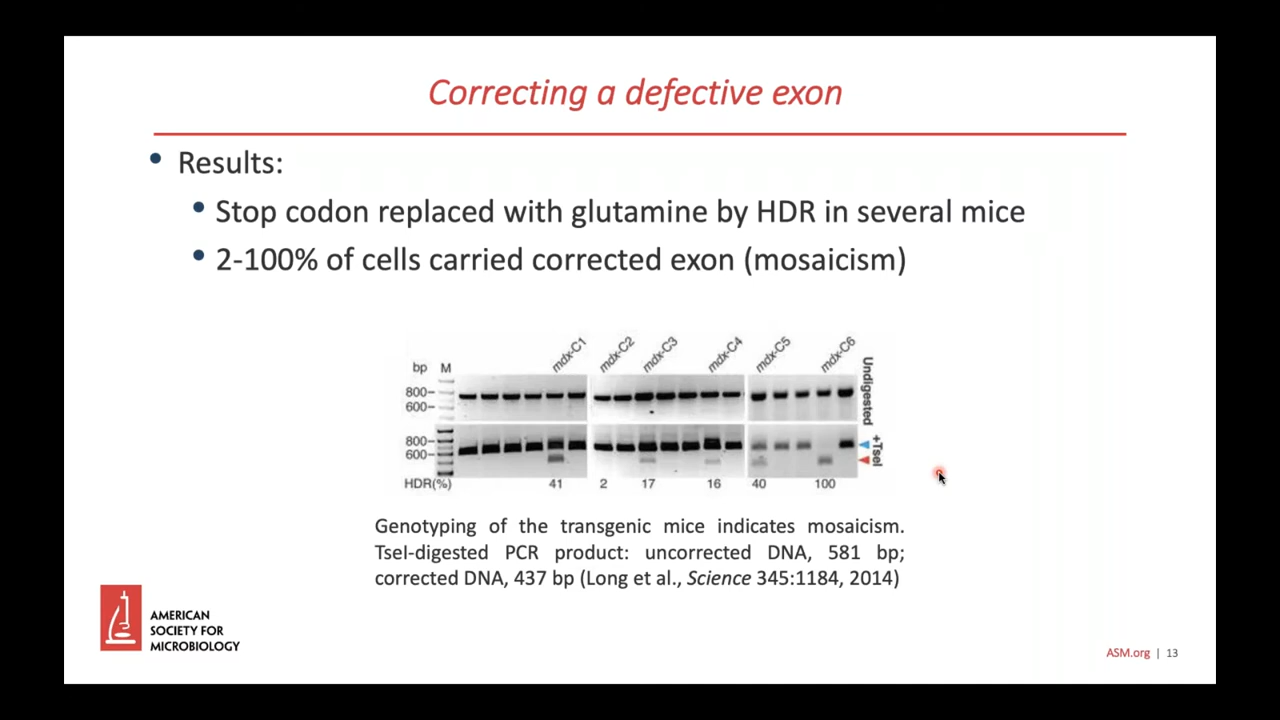 Correcting a defective exon
• Results:
• Stop codon replaced with glutamine by HDR in several mice
• 2-100% of cells carried corrected exon (mosaicism)
mdx-C1 mdx-C2 mdx-C3 mdx-C4 mdx-C5 mdx-C6
bp M
800-
600-
Undigested
800-
600-
+TseI
HDR(%) 41 2 17 16 40 100
Genotyping of the transgenic mice indicates mosaicism.
TseI-digested PCR product: uncorrected DNA, 581 bp;
corrected DNA, 437 bp (Long et al., Science 345:1184, 2014)
AMERICAN
SOCIETY FOR
MICROBIOLOGY
ASM.org | 13